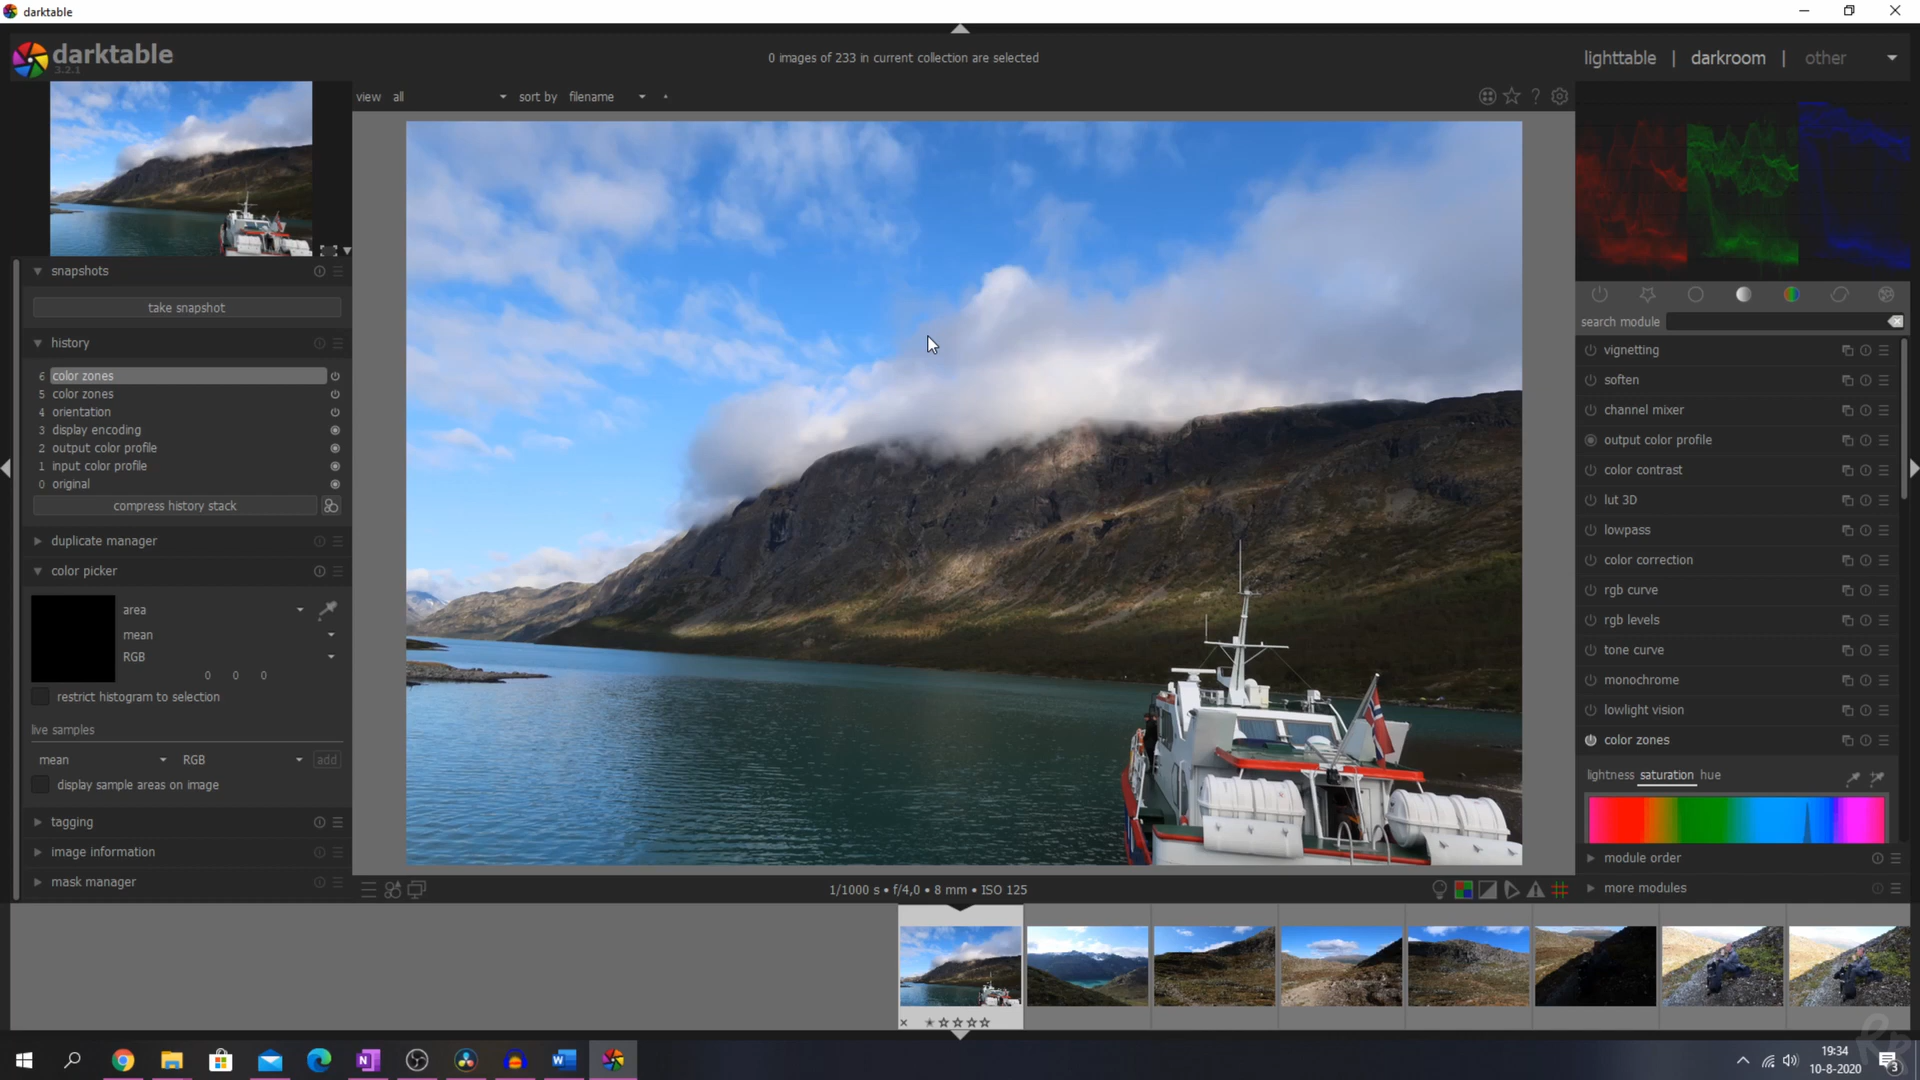 darktable
darktable
3.2.1
0 images of 233 in current collection are selected
lighttable | darkroom | other
view all sort by filename
snapshots
take snapshot
history
6 color zones
5 color zones
4 orientation
3 display encoding
2 output color profile
1 input color profile
0 original
compress history stack
duplicate manager
color picker
area
mean
RGB
0 0 0
restrict histogram to selection
live samples
mean RGB add
display sample areas on image
tagging
image information
mask manager
1/1000 s • f/4,0 • 8 mm • ISO 125
search module
vignetting
soften
channel mixer
output color profile
color contrast
lut 3D
lowpass
color correction
rgb curve
rgb levels
tone curve
monochrome
lowlight vision
color zones
lightness saturation hue
module order
more modules
19:34
10-8-2020
3